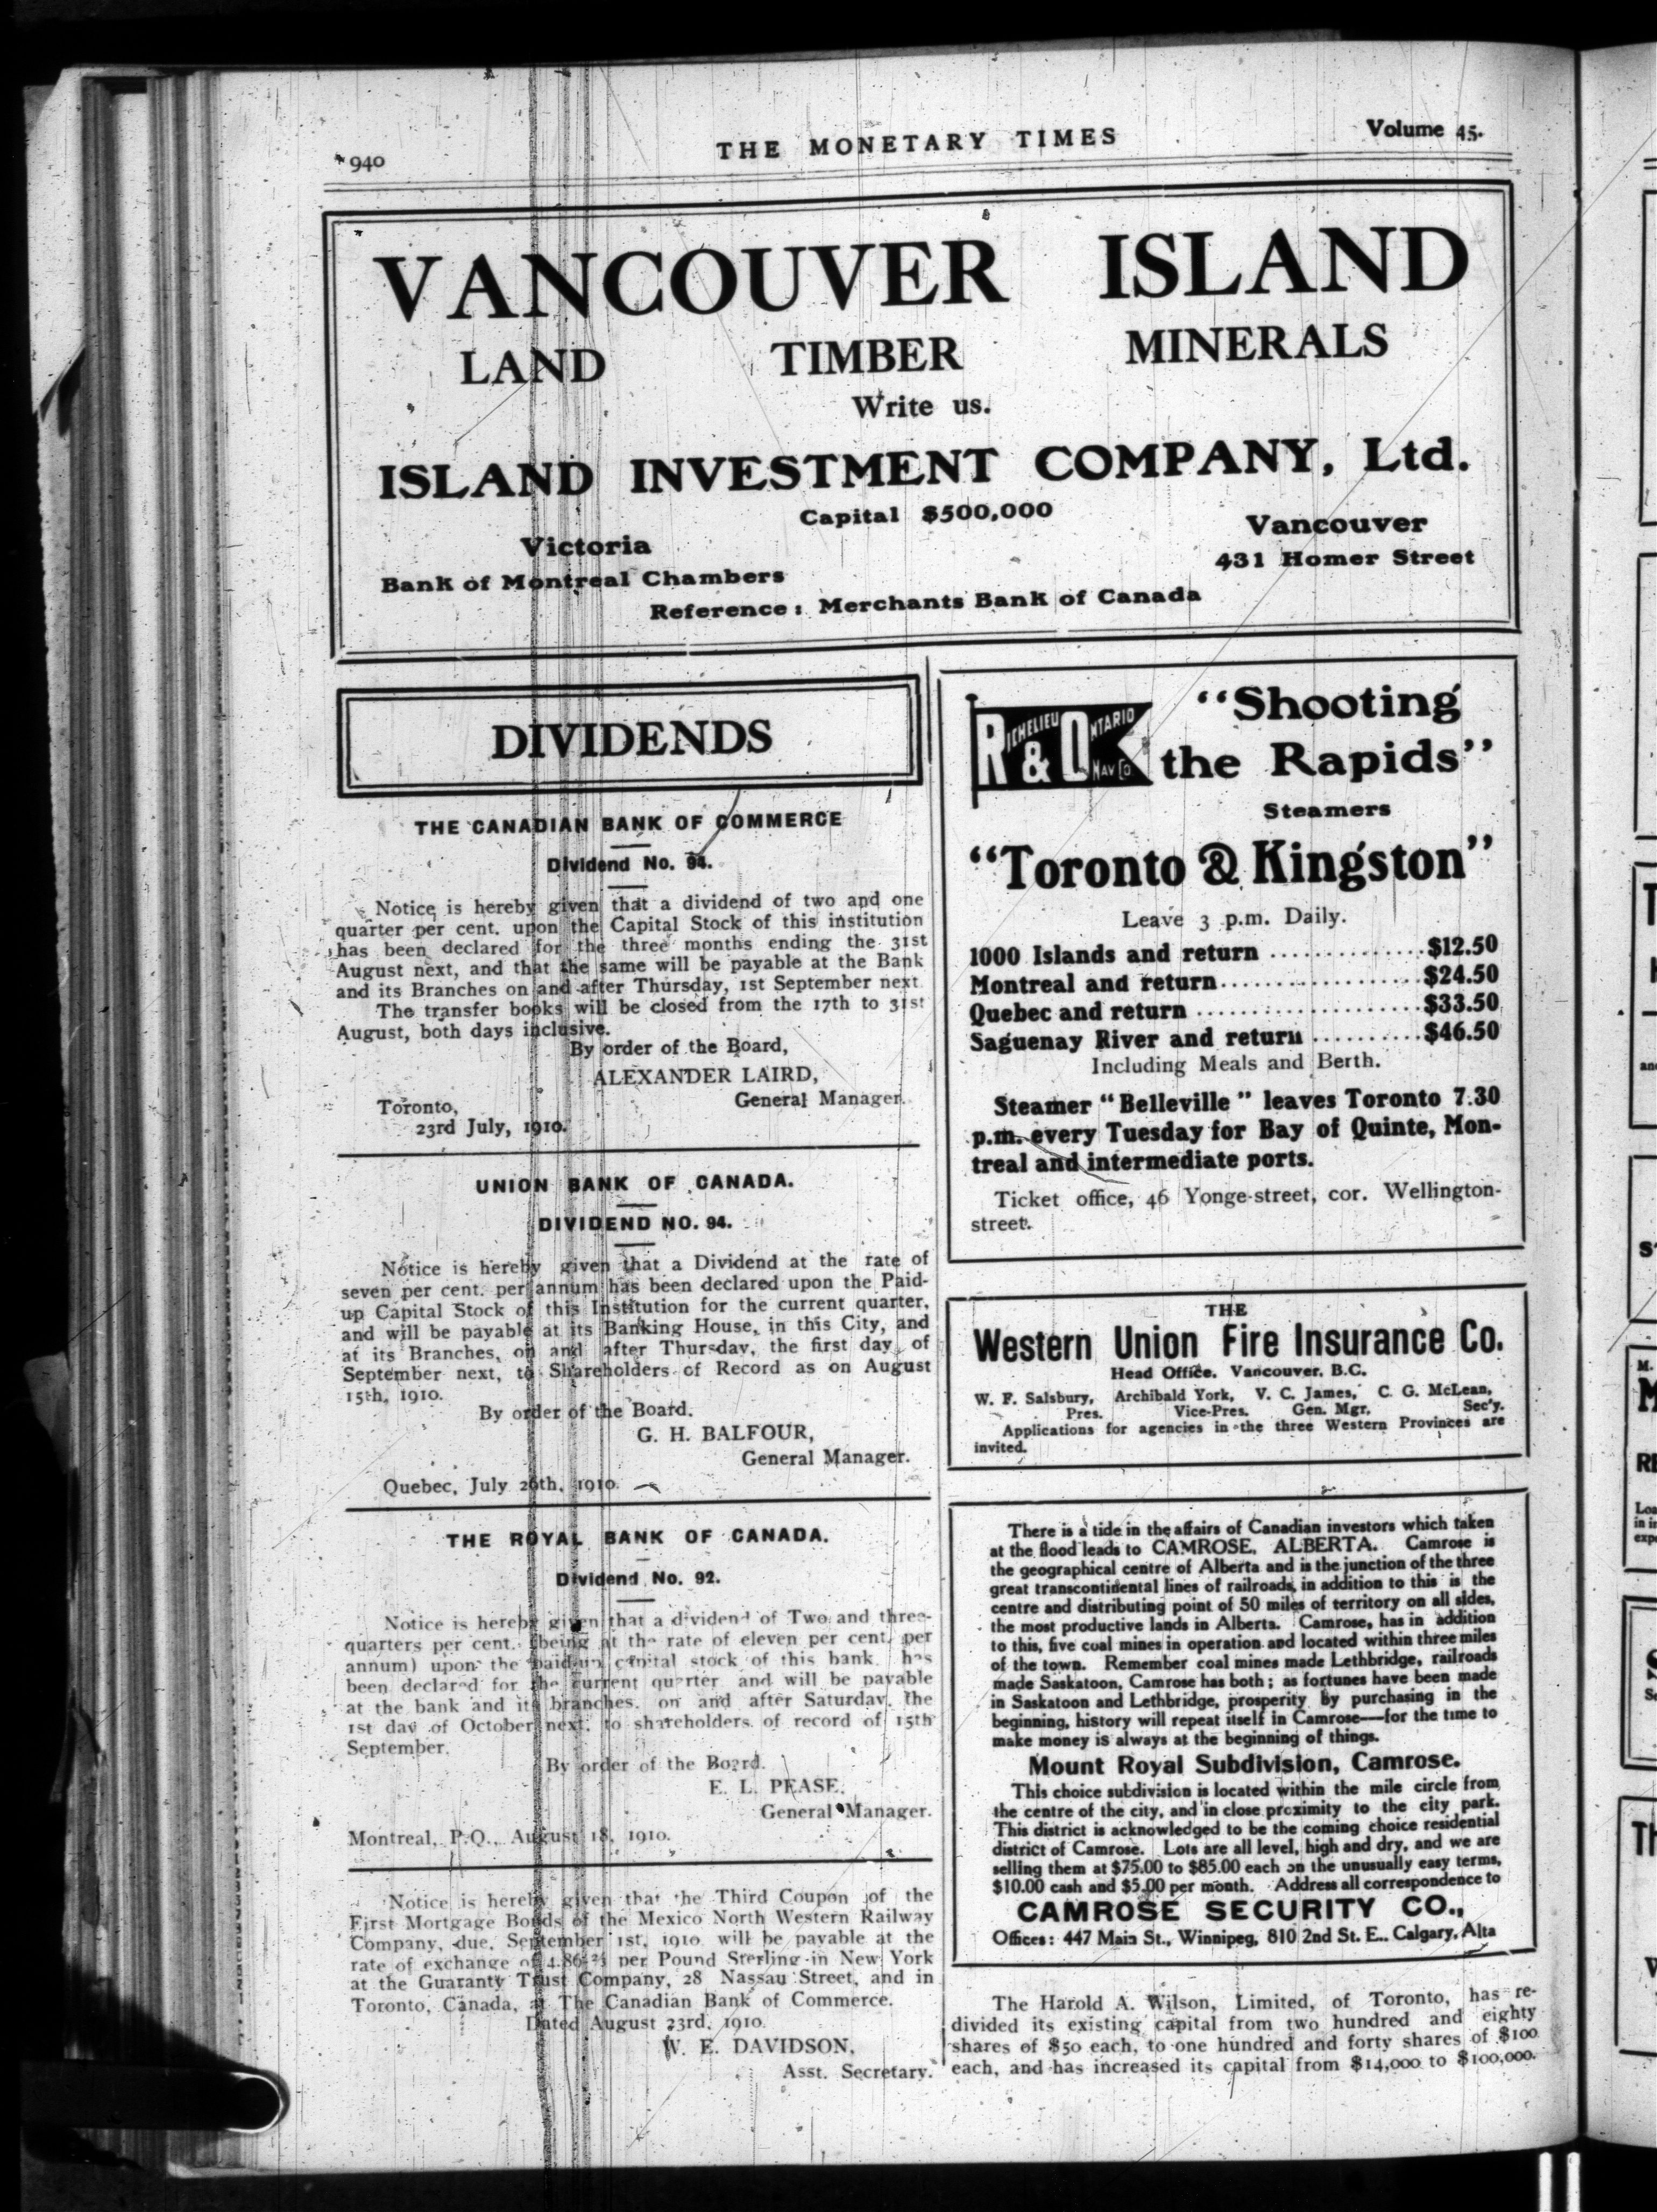 940
THE MONETARY TIMES
Volume 45.
VANCOUVER ISLAND
LAND TIMBER MINERALS
Write us.
ISLAND INVESTMENT COMPANY, Ltd.
Capital $500,000
Victoria
Bank of Montreal Chambers
Vancouver
431 Homer Street
Reference: Merchants Bank of Canada
DIVIDENDS
THE CANADIAN BANK OF COMMERCE
Dividend No. 94.
Notice is hereby given that a dividend of two and one
quarter per cent. upon the Capital Stock of this institution
has been declared for the three months ending the 31st
August next, and that the same will be payable at the Bank
and its Branches on and after Thursday, 1st September next.
The transfer books will be closed from the 17th to 31st
August, both days inclusive.
By order of the Board,
ALEXANDER LAIRD,
General Manager.
Toronto,
23rd July, 1910.
UNION BANK OF CANADA.
DIVIDEND NO. 94.
Notice is hereby given that a Dividend at the rate of
seven per cent. per annum has been declared upon the Paid-
up Capital Stock of this Institution for the current quarter,
and will be payable at its Banking House, in this City, and
at its Branches, on and after Thursday, the first day of
September next, to Shareholders of Record as on August
15th, 1910.
By order of the Board.
G. H. BALFOUR,
General Manager.
Quebec, July 26th, 1910.
THE ROYAL BANK OF CANADA.
Dividend No. 92.
Notice is hereby given that a dividend of Two and three-
quarters per cent. (being at the rate of eleven per cent. per
annum) upon the paid-up capital stock of this bank has
been declared for the current quarter and will be payable
at the bank and its branches, on and after Saturday, the
1st day of October next, to shareholders of record of 15th
September.
By order of the Board.
E. L. PEASE,
General Manager.
Montreal, P.Q., August 18, 1910.
Notice is hereby given that the Third Coupon of the
First Mortgage Bonds of the Mexico North Western Railway
Company, due, September 1st, 1910 will be payable at the
rate of exchange of 4.86 2/3 per Pound Sterling in New York
at the Guaranty Trust Company, 28 Nassau Street, and in
Toronto, Canada, at The Canadian Bank of Commerce.
Dated August 23rd, 1910.
W. E. DAVIDSON,
Asst. Secretary.
RICHELIEU & ONTARIO NAV CO
"Shooting
the Rapids"
Steamers
"Toronto & Kingston"
Leave 3 p.m. Daily.
1000 Islands and return ............... $12.50
Montreal and return.................... $24.50
Quebec and return ...................... $33.50
Saguenay River and return .......... $46.50
Including Meals and Berth.
Steamer "Belleville" leaves Toronto 7.30
p.m. every Tuesday for Bay of Quinte, Mon-
treal and intermediate ports.
Ticket office, 46 Yonge-street, cor. Wellington-
street.
THE
Western Union Fire Insurance Co.
Head Office, Vancouver, B.C.
W. F. Salsbury, Archibald York, V. C. James, C. G. McLean,
Pres. Vice-Pres. Gen. Mgr. Sec'y.
Applications for agencies in the three Western Provinces are
invited.
There is a tide in the affairs of Canadian investors which taken
at the flood leads to CAMROSE, ALBERTA. Camrose is
the geographical centre of Alberta and is the junction of the three
great transcontinental lines of railroads, in addition to this is the
centre and distributing point of 50 miles of territory on all sides,
the most productive lands in Alberta. Camrose, has in addition
to this, five coal mines in operation and located within three miles
of the town. Remember coal mines made Lethbridge, railroads
made Saskatoon, Camrose has both; as fortunes have been made
in Saskatoon and Lethbridge, prosperity by purchasing in the
beginning, history will repeat itself in Camrose—for the time to
make money is always at the beginning of things.
Mount Royal Subdivision, Camrose.
This choice subdivision is located within the mile circle from
the centre of the city, and in close proximity to the city park.
This district is acknowledged to be the coming choice residential
district of Camrose. Lots are all level, high and dry, and we are
selling them at $75.00 to $85.00 each on the unusually easy terms,
$10.00 cash and $5.00 per month. Address all correspondence to
CAMROSE SECURITY CO.,
Offices: 447 Main St., Winnipeg, 810 2nd St. E., Calgary, Alta
The Harold A. Wilson, Limited, of Toronto, has re-
divided its existing capital from two hundred and eighty
shares of $50 each, to one hundred and forty shares of $100
each, and has increased its capital from $14,000 to $100,000.